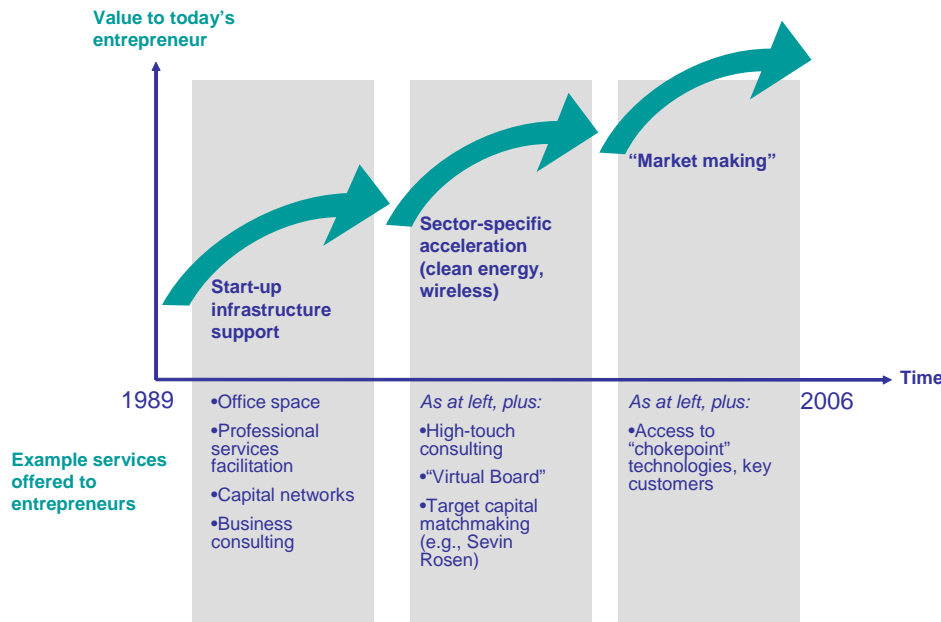 Value to today’s
entrepreneur
“Market making”
Sector-specific
acceleration
(clean energy,
wireless)
Start-up
infrastructure
support
Time
1989
2006
Example services
offered to
entrepreneurs
•Office space
•Professional
services
facilitation
•Capital networks
•Business
consulting
As at left, plus:
•High-touch
consulting
•“Virtual Board”
•Target capital
matchmaking
(e.g., Sevin
Rosen)
As at left, plus:
•Access to
“chokepoint”
technologies, key
customers